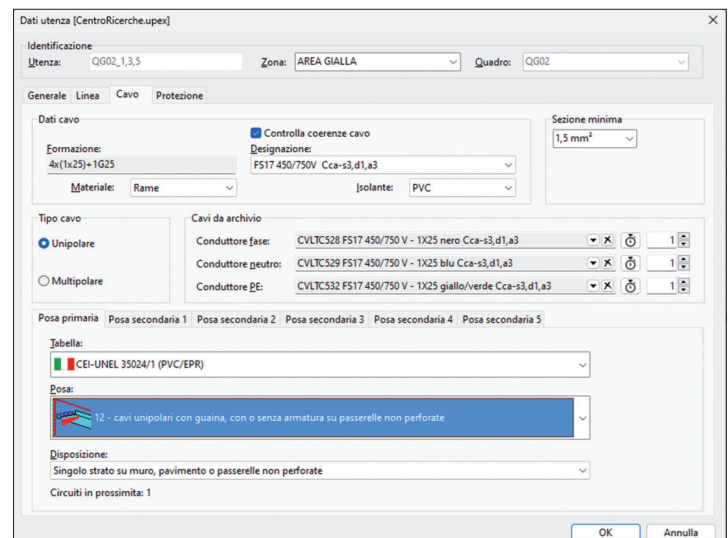 Dati utenza [CentroRicerche.upex]
Identificazione
Utenza: QG02_1,3,5 Zona: AREA GIALLA Quadro: QG02
Generale Linea Cavo Protezione
Dati cavo
Controlla coerenze cavo
Formazione: Designazione:
4x(1x25)+1G25 FS17 450/750V Cca-s3,d1,a3
Materiale: Rame Isolante: PVC
Sezione minima
1,5 mm²
Tipo cavo
Unipolare
Multipolare
Cavi da archivio
Conduttore fase: CVLTC528 FS17 450/750 V - 1X25 nero Cca-s3,d1,a3 1
Conduttore neutro: CVLTC529 FS17 450/750 V - 1X25 blu Cca-s3,d1,a3 1
Conduttore PE: CVLTC532 FS17 450/750 V - 1X25 giallo/verde Cca-s3,d1,a3 1
Posa primaria Posa secondaria 1 Posa secondaria 2 Posa secondaria 3 Posa secondaria 4 Posa secondaria 5
Tabella:
CEI-UNEL 35024/1 (PVC/EPR)
Posa:
12 - cavi unipolari con guaina, con o senza armatura su passerelle non perforate
Disposizione:
Singolo strato su muro, pavimento o passerelle non perforate
Circuiti in prossimita: 1
OK Annulla